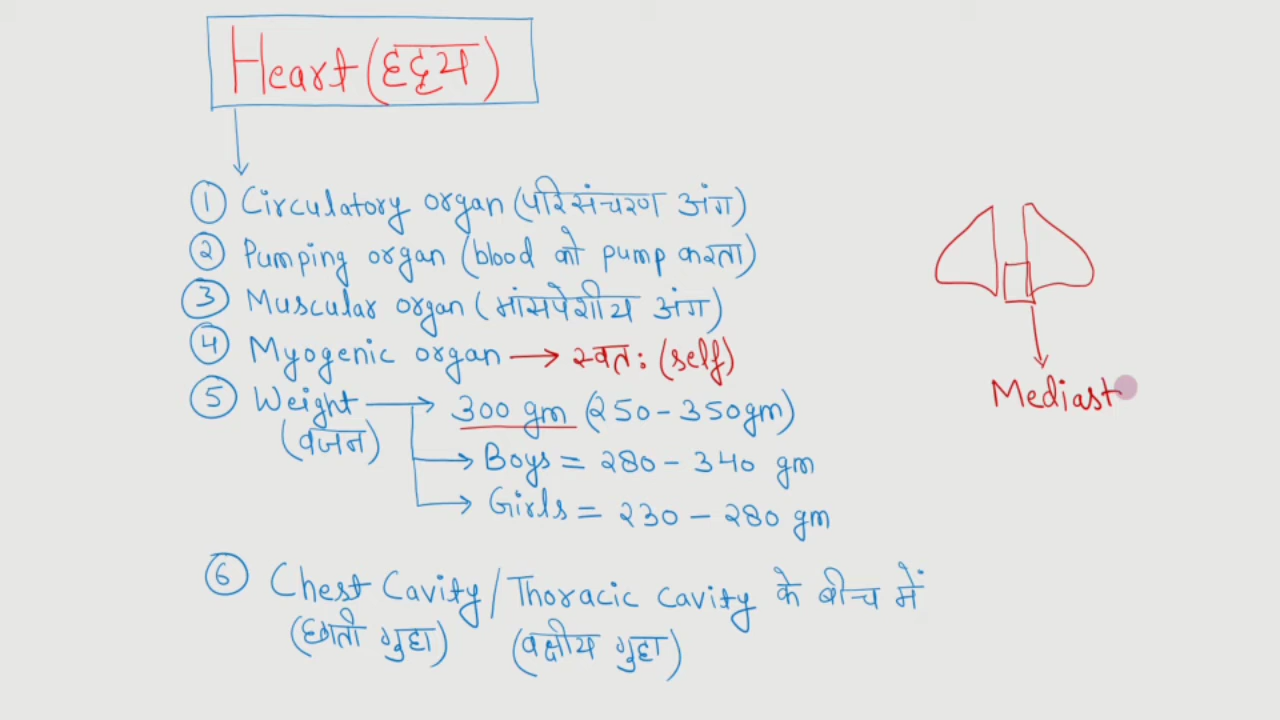 Heart (हृदय)
① Circulatory organ (परिसंचरण अंग)
② Pumping organ (blood को pump करता)
③ Muscular organ (मांसपेशीय अंग)
④ Myogenic organ → स्वत: (self)
⑤ Weight → 300 gm (250-350gm)
(वजन)
→ Boys = 280-340 gm
→ Girls = 230-280 gm
⑥ Chest Cavity / Thoracic cavity के बीच में
(छाती गुहा) (वक्षीय गुहा)
Mediast